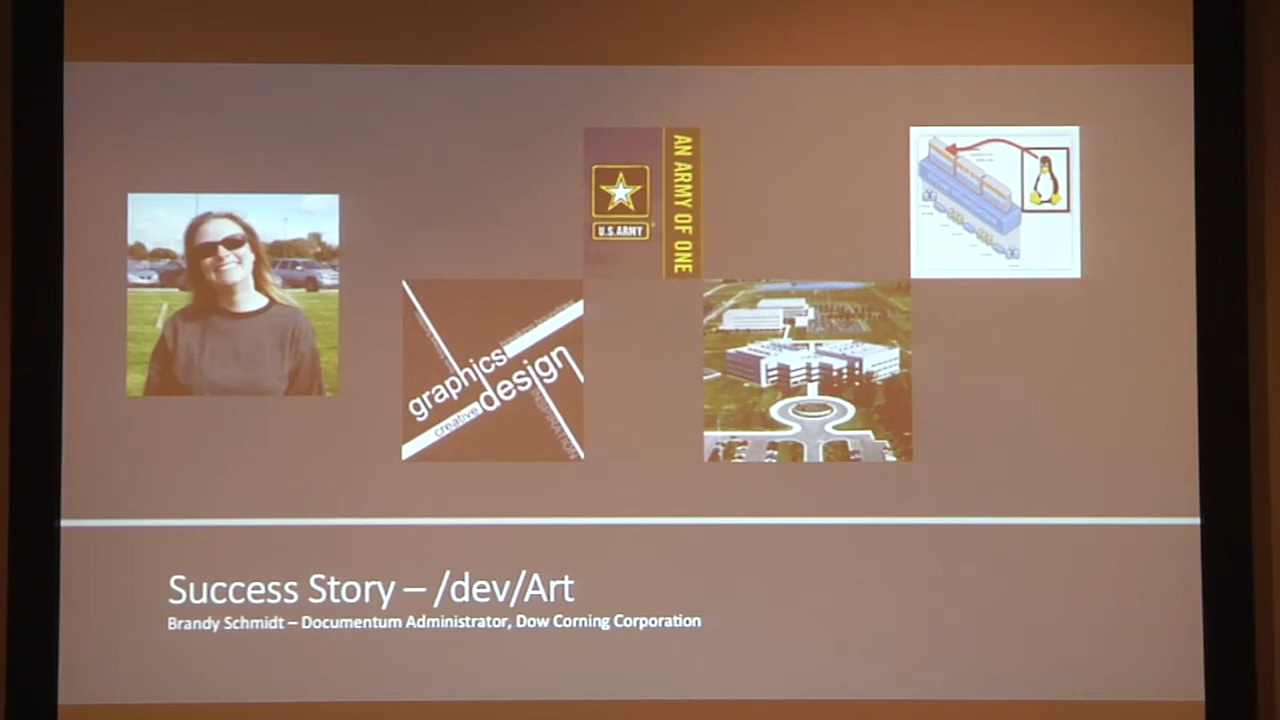 AN ARMY OF ONE
U.S.ARMY
graphics
design
creative
INSPIRATION
Success Story – /dev/Art
Brandy Schmidt – Documentum Administrator, Dow Corning Corporation